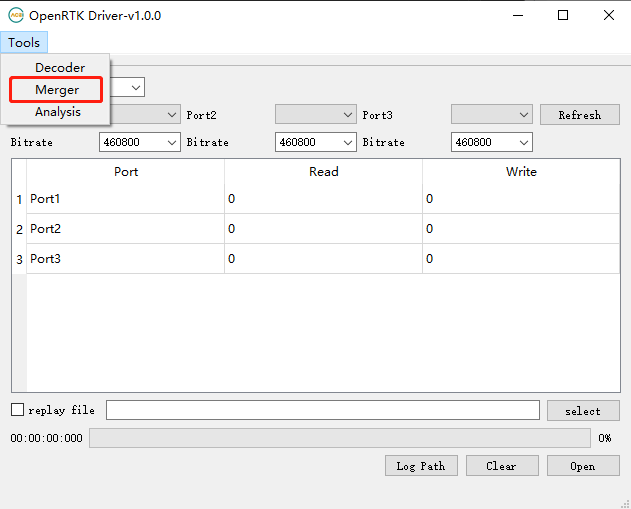 OpenRTK Driver-v1.0.0
Tools
Decoder
Merger
Analysis
Port2 Port3 Refresh
Bitrate 460800 Bitrate 460800 Bitrate 460800
Port Read Write
1 Port1 0 0
2 Port2 0 0
3 Port3 0 0
replay file select
00:00:00:000 0%
Log Path Clear Open